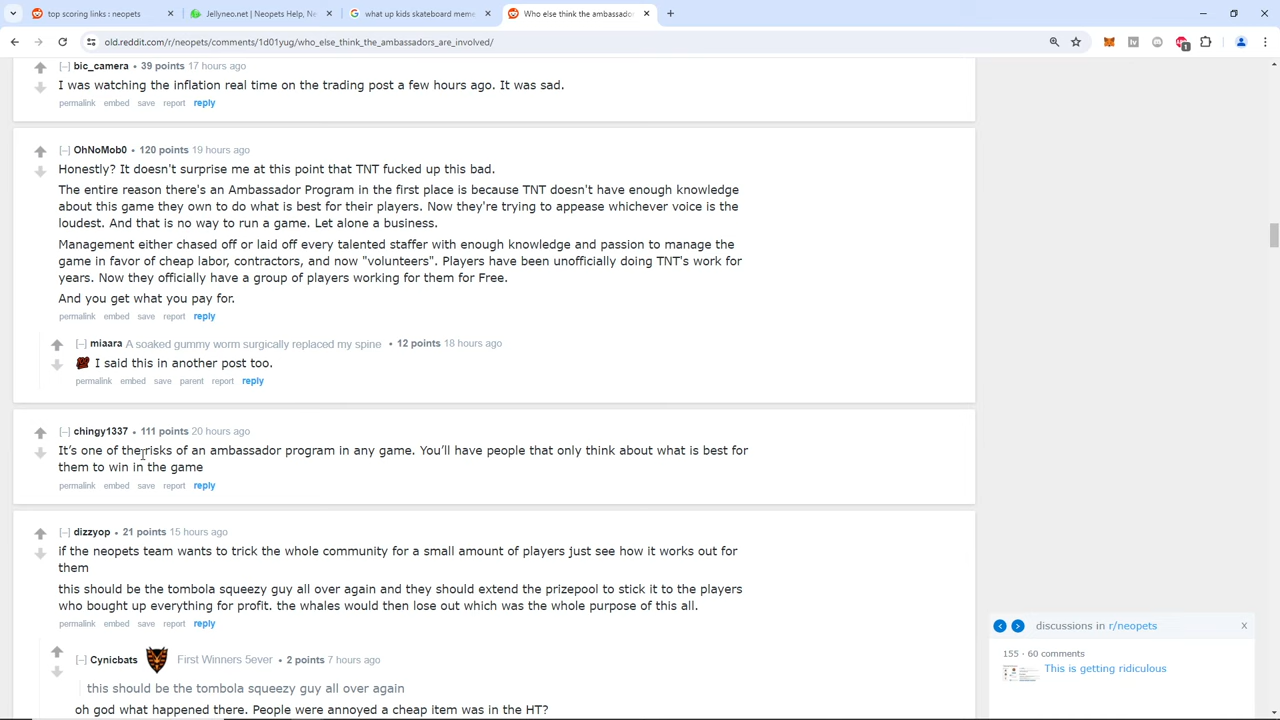 top scoring links : neopets
Jellyneo.net | Neopets Help, Ne
what up kids skateboard meme
Who else think the ambassador
old.reddit.com/r/neopets/comments/1d01yug/who_else_think_the_ambassadors_are_involved/
[–] bic_camera • 39 points 17 hours ago
I was watching the inflation real time on the trading post a few hours ago. It was sad.
permalink embed save report reply
[–] OhNoMob0 • 120 points 19 hours ago
Honestly? It doesn't surprise me at this point that TNT fucked up this bad.
The entire reason there's an Ambassador Program in the first place is because TNT doesn't have enough knowledge
about this game they own to do what is best for their players. Now they're trying to appease whichever voice is the
loudest. And that is no way to run a game. Let alone a business.
Management either chased off or laid off every talented staffer with enough knowledge and passion to manage the
game in favor of cheap labor, contractors, and now "volunteers". Players have been unofficially doing TNT's work for
years. Now they officially have a group of players working for them for Free.
And you get what you pay for.
permalink embed save report reply
[–] miaara A soaked gummy worm surgically replaced my spine • 12 points 18 hours ago
I said this in another post too.
permalink embed save parent report reply
[–] chingy1337 • 111 points 20 hours ago
It's one of the risks of an ambassador program in any game. You'll have people that only think about what is best for
them to win in the game
permalink embed save report reply
[–] dizzyop • 21 points 15 hours ago
if the neopets team wants to trick the whole community for a small amount of players just see how it works out for
them
this should be the tombola squeezy guy all over again and they should extend the prizepool to stick it to the players
who bought up everything for profit. the whales would then lose out which was the whole purpose of this all.
permalink embed save report reply
[–] Cynicbats First Winners 5ever • 2 points 7 hours ago
this should be the tombola squeezy guy all over again
oh god what happened there. People were annoyed a cheap item was in the HT?
discussions in r/neopets X
155 · 60 comments
This is getting ridiculous